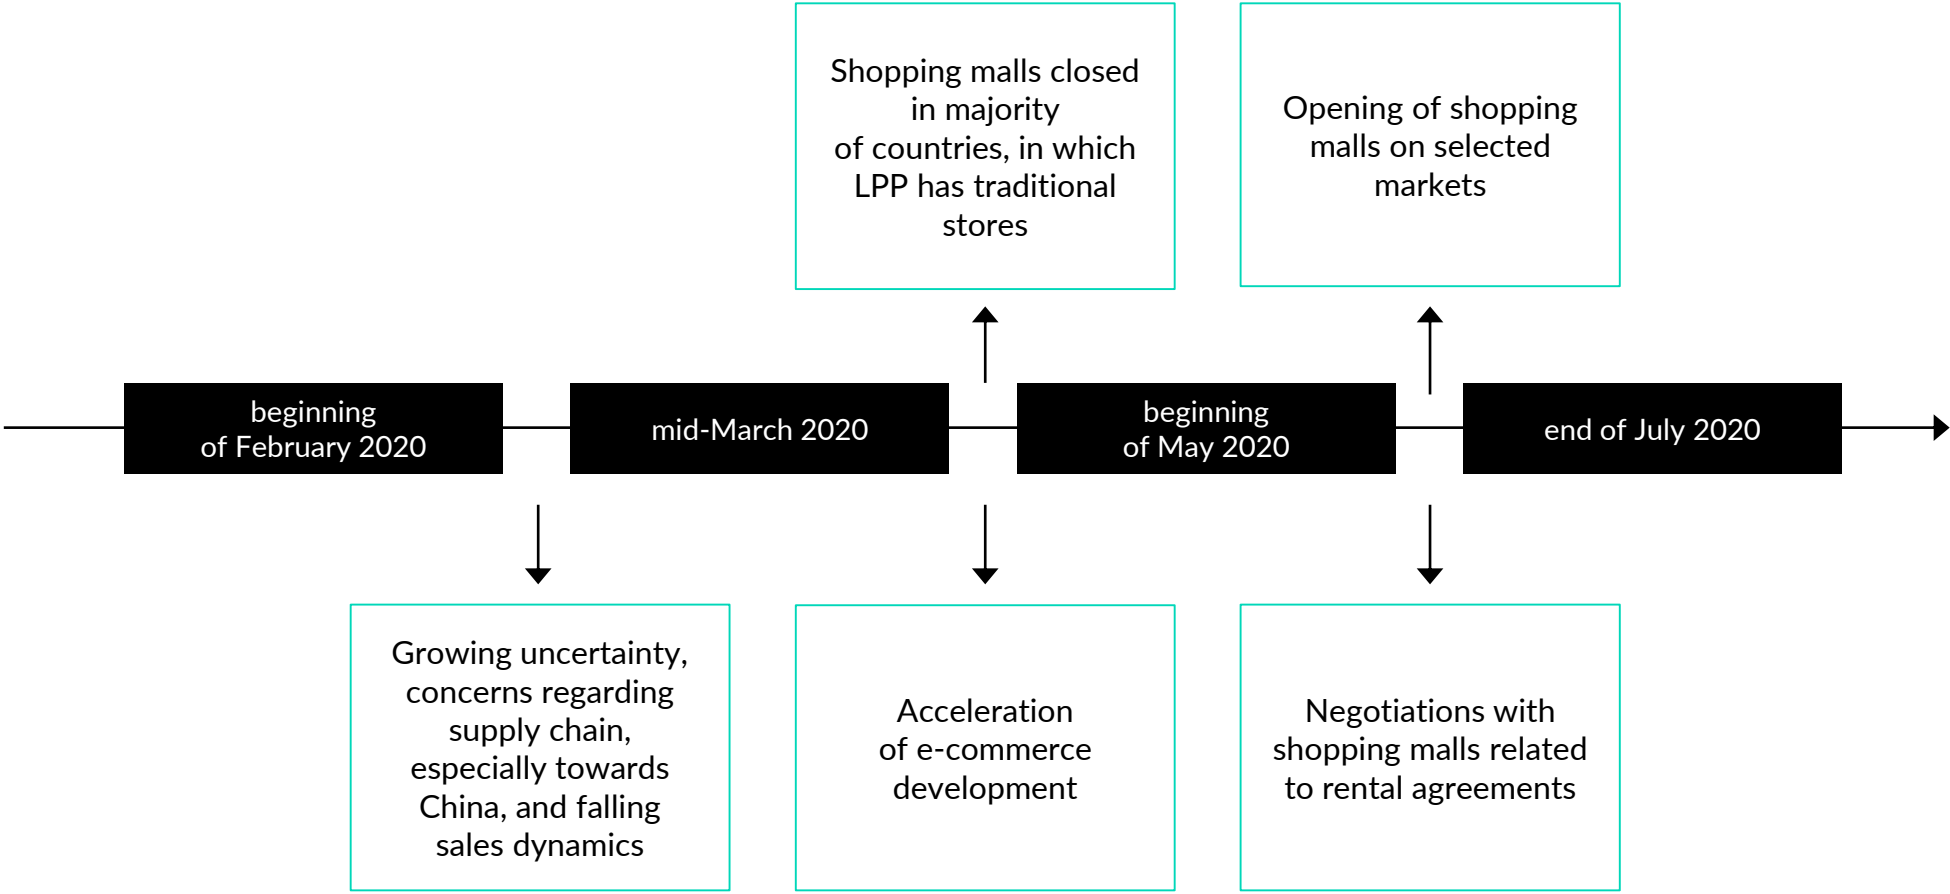 Shopping malls closed
in majority
of countries, in which
LPP has traditional
stores
Opening of shopping
malls on selected
markets
beginning
of February 2020
mid-March 2020
beginning
of May 2020
end of July 2020
Growing uncertainty,
concerns regarding
supply chain,
especially towards
China, and falling
sales dynamics
Acceleration
of e-commerce
development
Negotiations with
shopping malls related
to rental agreements